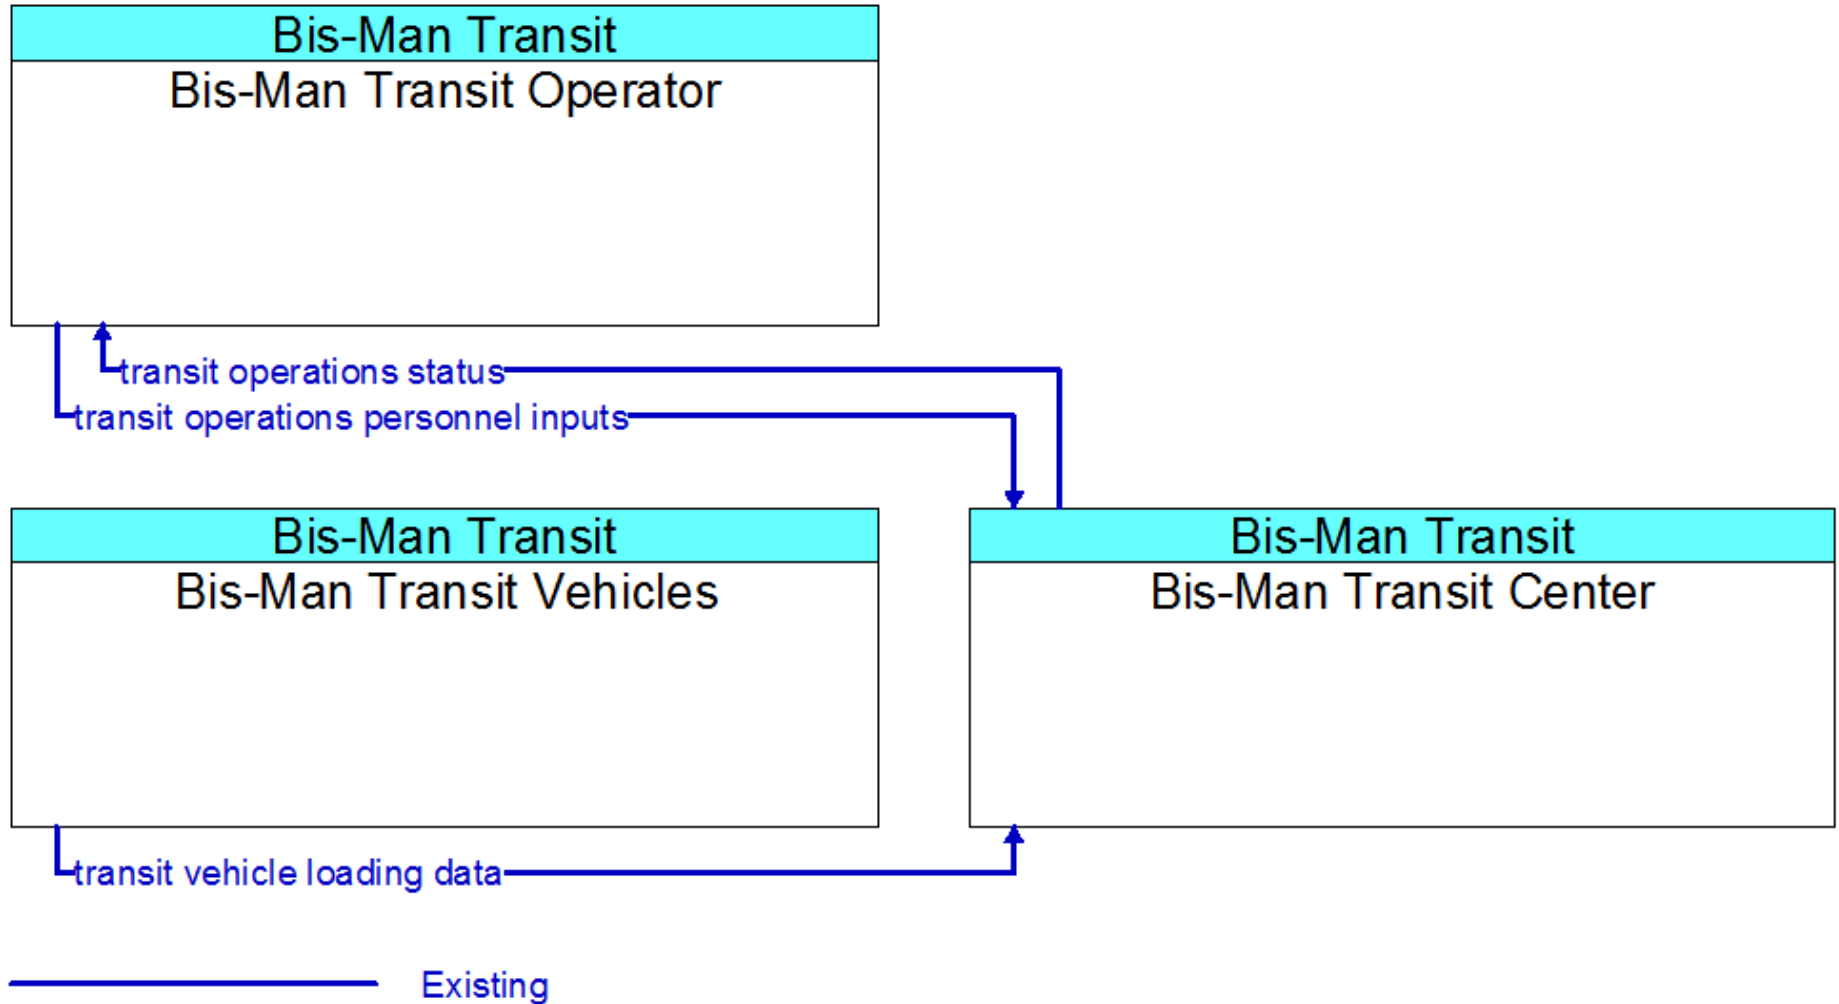 Bis-Man Transit
Bis-Man Transit Operator
transit operations status
transit operations personnel inputs
Bis-Man Transit
Bis-Man Transit Vehicles
Bis-Man Transit
Bis-Man Transit Center
transit vehicle loading data
Existing